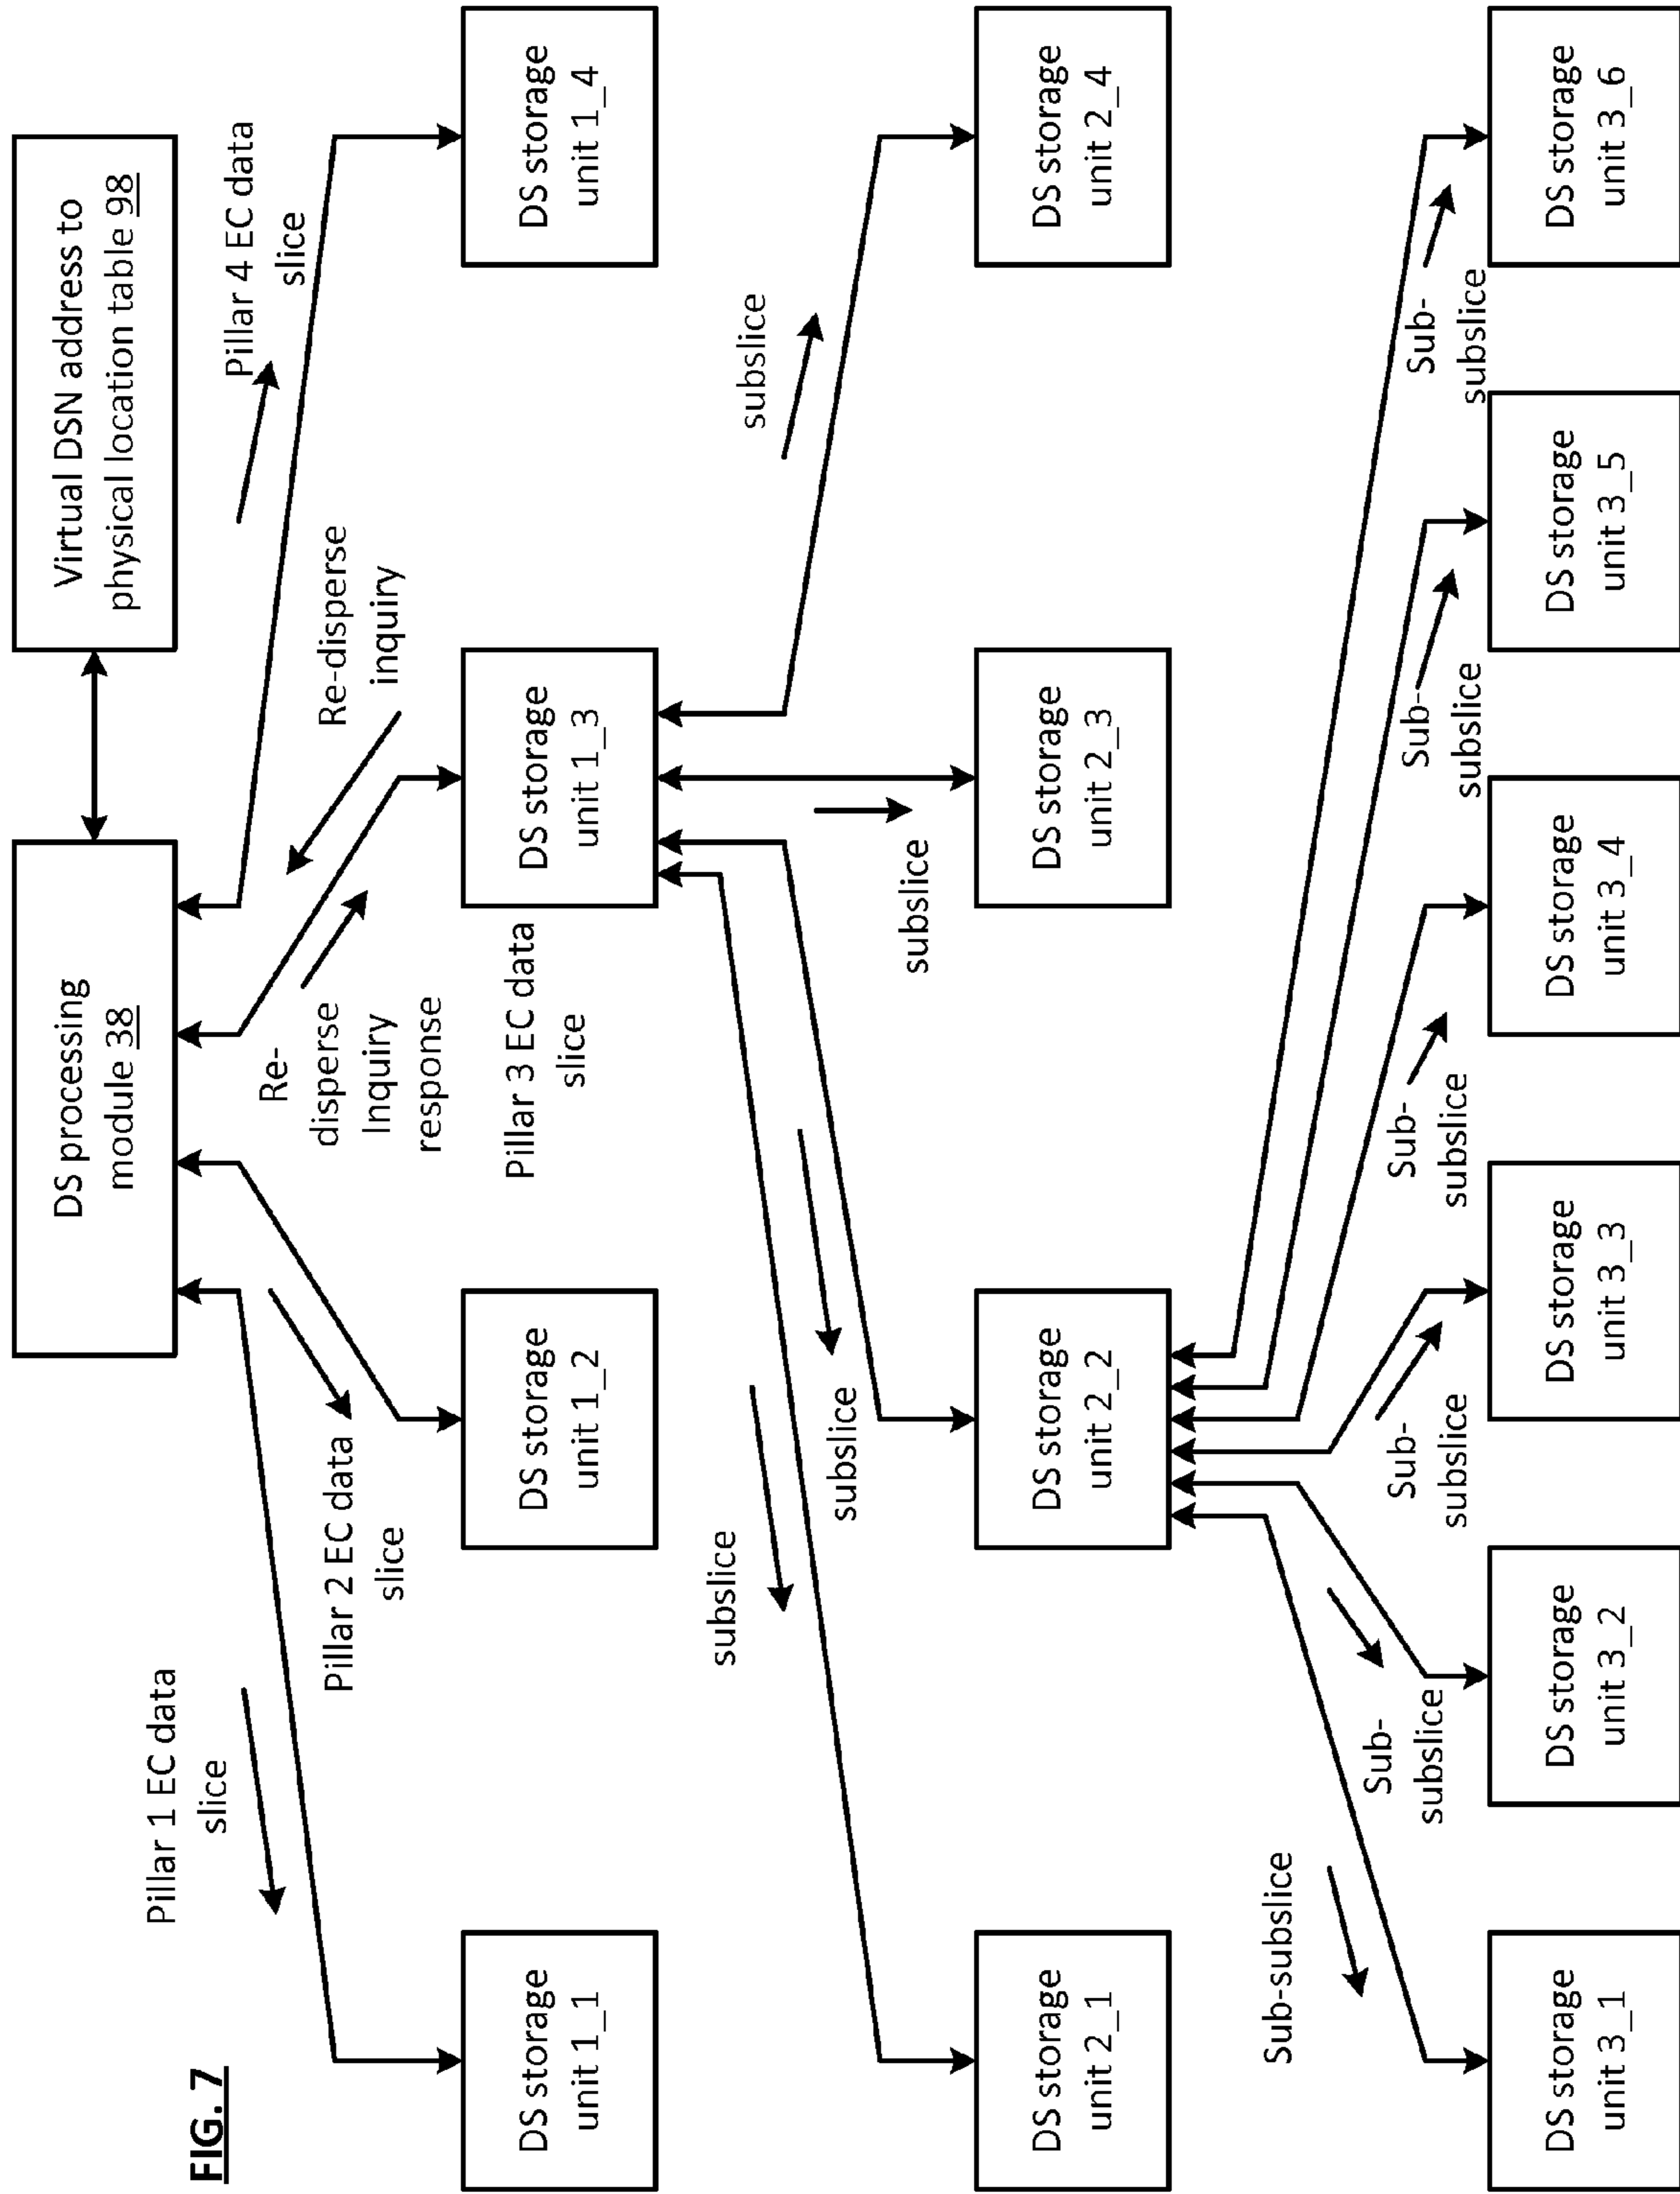 FIG. 7
DS processing
module 38
Virtual DSN address to
physical location table 98
Pillar 1 EC data
slice
Pillar 2 EC data
slice
Re-
disperse
Inquiry
response
Pillar 3 EC data
slice
Re-disperse
inquiry
Pillar 4 EC data
slice
DS storage
unit 1_1
DS storage
unit 1_2
DS storage
unit 1_3
DS storage
unit 1_4
subslice
subslice
subslice
subslice
DS storage
unit 2_1
DS storage
unit 2_2
DS storage
unit 2_3
DS storage
unit 2_4
Sub-subslice
Sub-
subslice
Sub-
subslice
Sub-
subslice
Sub-
subslice
Sub-
subslice
DS storage
unit 3_1
DS storage
unit 3_2
DS storage
unit 3_3
DS storage
unit 3_4
DS storage
unit 3_5
DS storage
unit 3_6